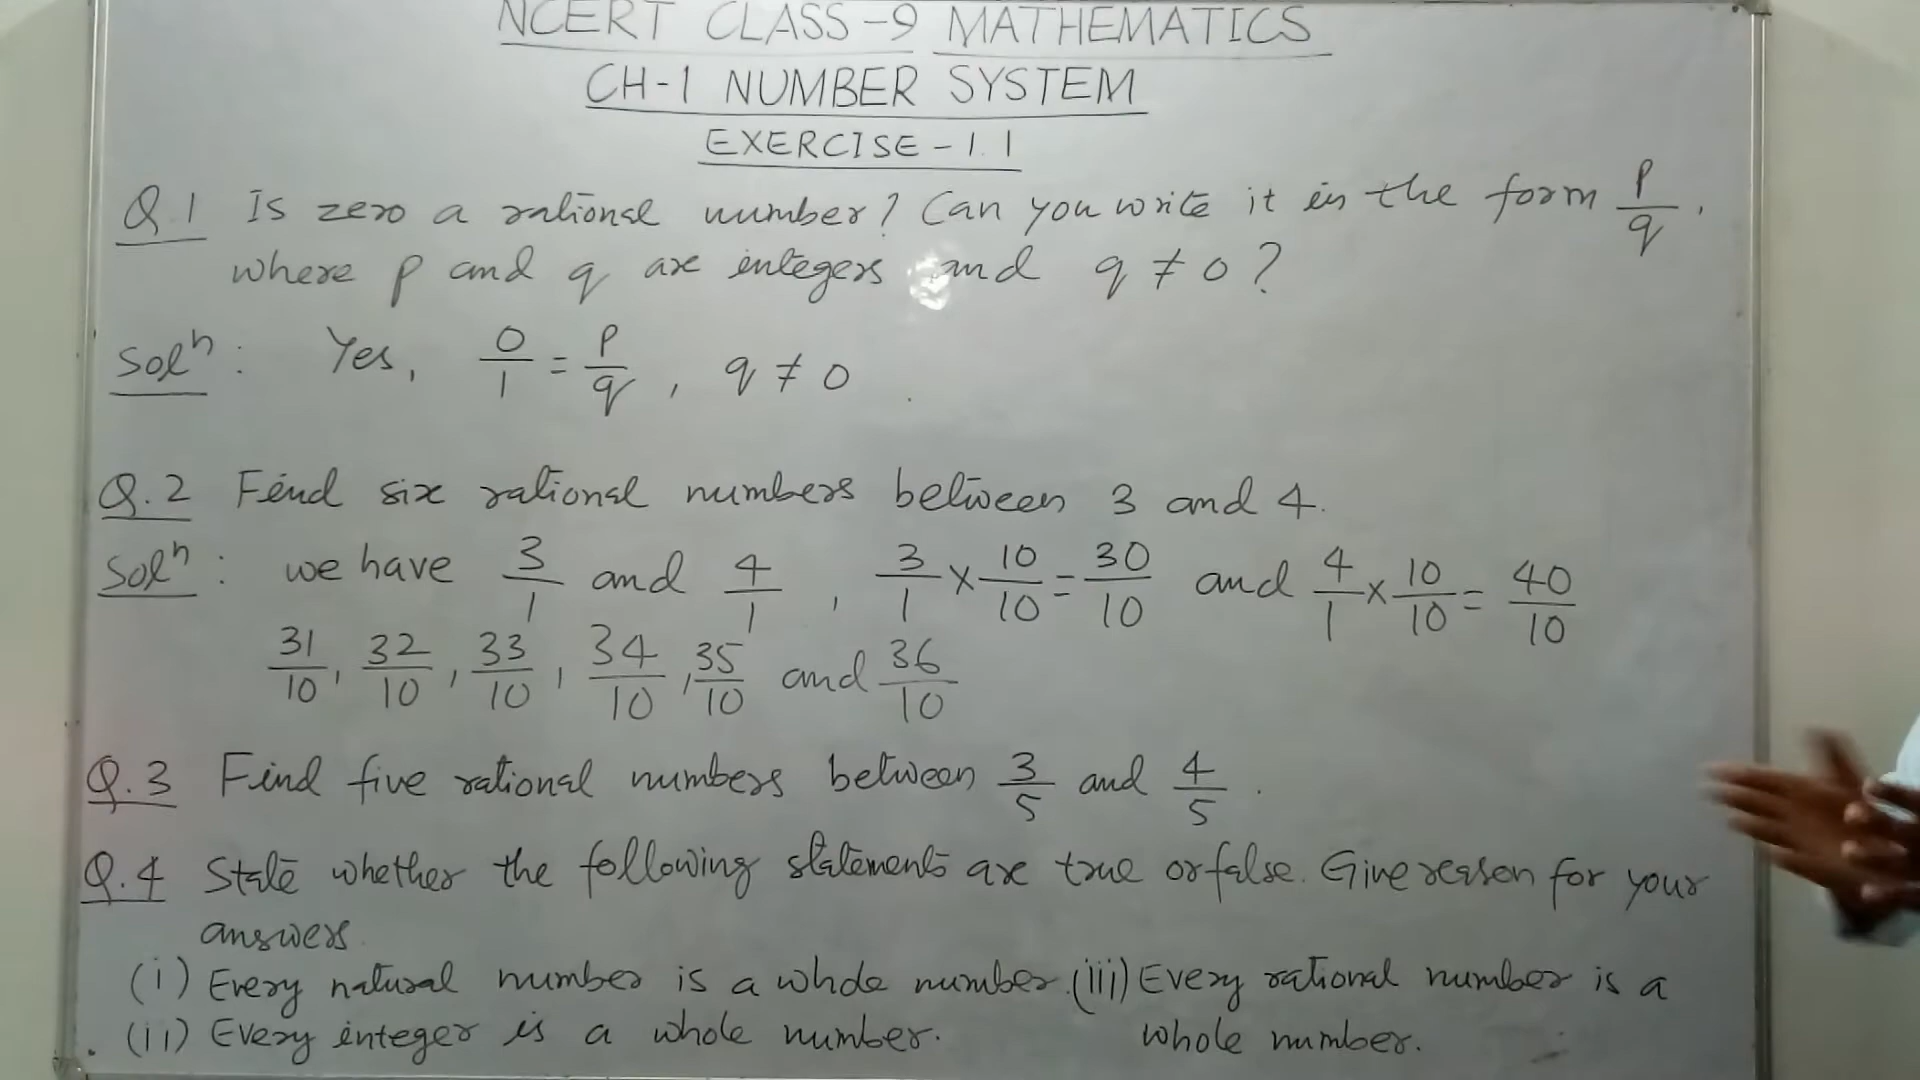 NCERT CLASS-9 MATHEMATICS
CH-1 NUMBER SYSTEM
EXERCISE-1.1
Q.1 Is zero a rational number? Can you write it in the form p/q,
where p and q are integers and q ≠ 0?
Solⁿ: Yes, 0/1 = p/q, q ≠ 0
Q.2 Find six rational numbers between 3 and 4.
Solⁿ: we have 3/1 and 4/1, 3/1 × 10/10 = 30/10 and 4/1 × 10/10 = 40/10
31/10, 32/10, 33/10, 34/10, 35/10 and 36/10
Q.3 Find five rational numbers between 3/5 and 4/5.
Q.4 State whether the following statements are true or false. Give reason for your
answers.
(i) Every natural number is a whole number.
(ii) Every integer is a whole number.
(iii) Every rational number is a
whole number.